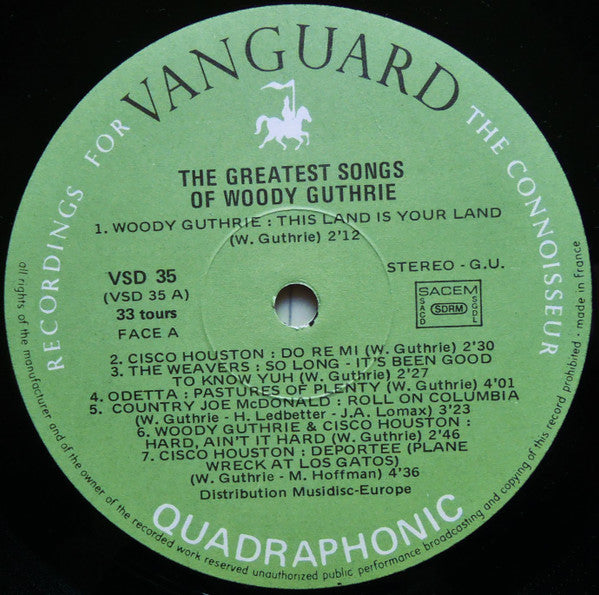 RECORDINGS FOR VANGUARD THE CONNOISSEUR
THE GREATEST SONGS
OF WOODY GUTHRIE
1. WOODY GUTHRIE : THIS LAND IS YOUR LAND
(W. Guthrie) 2'12
VSD 35
(VSD 35 A)
33 tours
FACE A
STEREO - G.U.
SACEM
SACD
SDRM
SGDL
2. CISCO HOUSTON : DO RE MI (W. Guthrie) 2'30
3. THE WEAVERS : SO LONG - IT'S BEEN GOOD
TO KNOW YUH (W. Guthrie) 2'27
4. ODETTA : PASTURES OF PLENTY (W. Guthrie) 4'01
5. COUNTRY JOE McDONALD : ROLL ON COLUMBIA
(W. Guthrie - H. Ledbetter - J.A. Lomax) 3'23
6. WOODY GUTHRIE & CISCO HOUSTON :
HARD, AIN'T IT HARD (W. Guthrie) 2'46
7. CISCO HOUSTON : DEPORTEE (PLANE
WRECK AT LOS GATOS)
(W. Guthrie - M. Hoffman) 4'36
Distribution Musidisc-Europe
QUADRAPHONIC
all rights of the manufacturer and of the owner of the recorded work reserved unauthorized public performance broadcasting and copying of this record prohibited · made in France